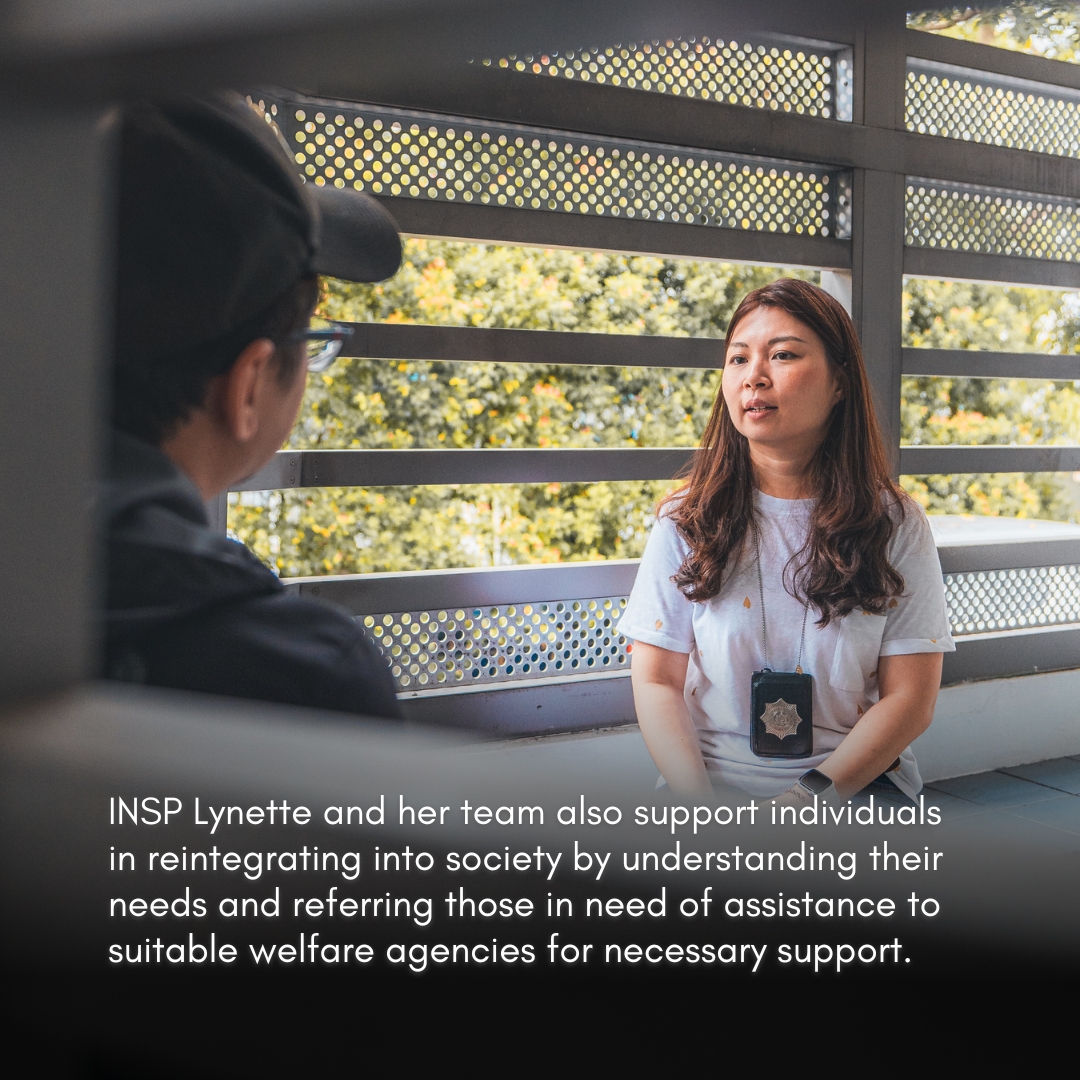 INSP Lynette and her team also support individuals
in reintegrating into society by understanding their
needs and referring those in need of assistance to
suitable welfare agencies for necessary support.